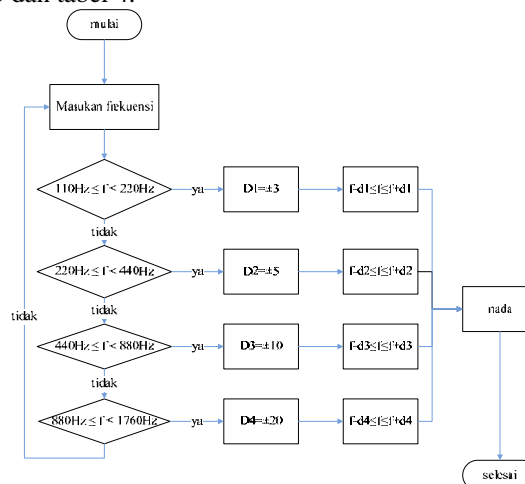 dan tabel 4.
mulai
Masukan frekuensi
110Hz ≤ f < 220Hz
ya
D1=±3
f-d1≤f≤f+d1
tidak
220Hz ≤ f < 440Hz
ya
D2=±5
f-d2≤f≤f+d2
nada
tidak
tidak
440Hz ≤ f < 880Hz
ya
D3=±10
f-d3≤f≤f+d3
tidak
880Hz ≤ f < 1760Hz
ya
D4=±20
f-d4≤f≤f+d4
selesai